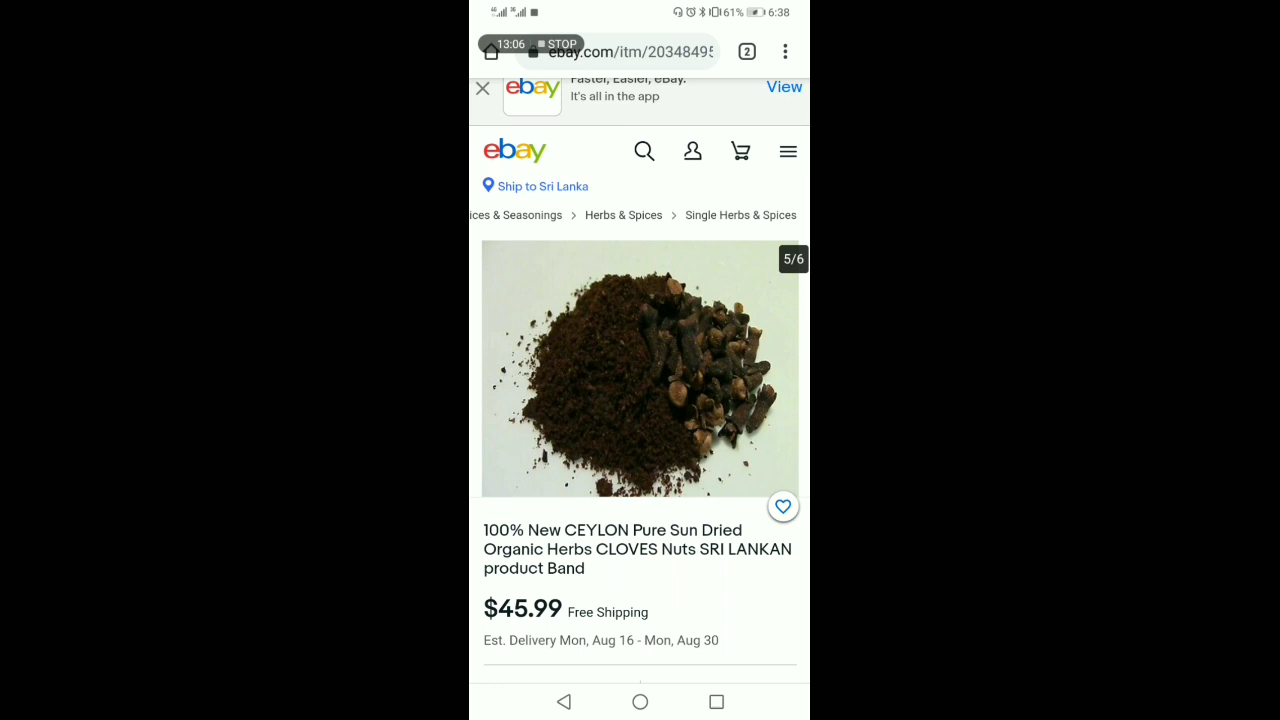 4G 3G 61% 6:38
13:06 STOP
ebay.com/itm/20348495
2
ebay
Faster, Easier, eBay.
It's all in the app
View
ebay
Ship to Sri Lanka
ices & Seasonings > Herbs & Spices > Single Herbs & Spices
5/6
100% New CEYLON Pure Sun Dried
Organic Herbs CLOVES Nuts SRI LANKAN
product Band
$45.99 Free Shipping
Est. Delivery Mon, Aug 16 - Mon, Aug 30